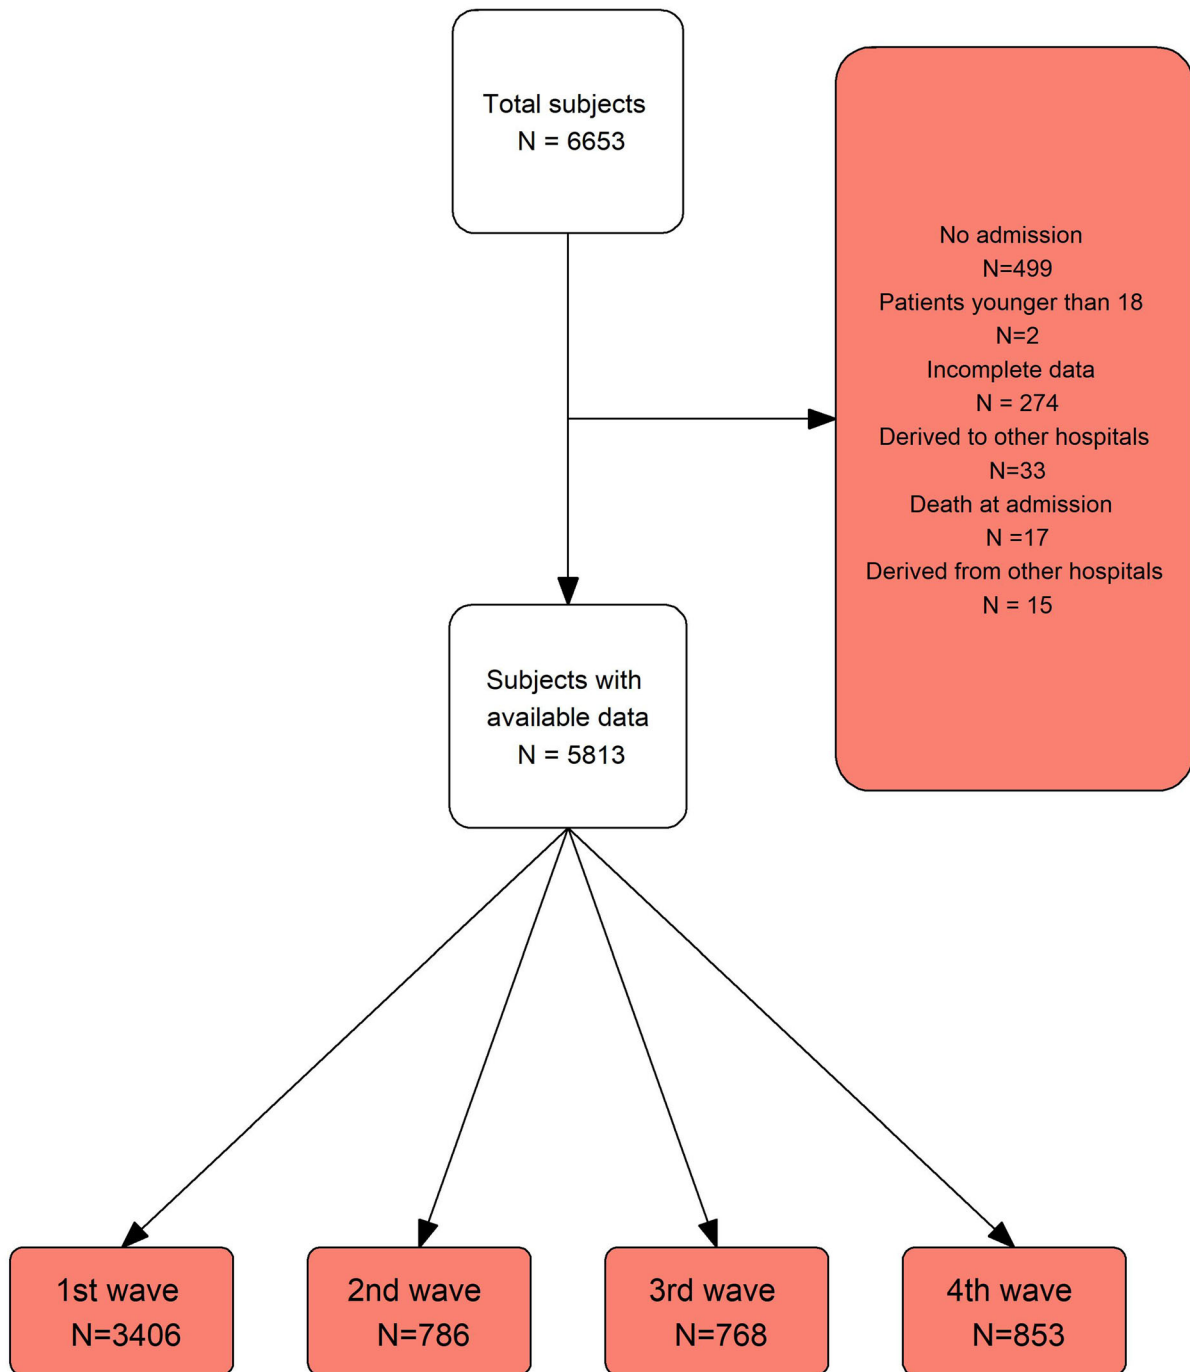 Total subjects
N = 6653
No admission
N=499
Patients younger than 18
N=2
Incomplete data
N = 274
Derived to other hospitals
N=33
Death at admission
N =17
Derived from other hospitals
N = 15
Subjects with
available data
N = 5813
1st wave
N=3406
2nd wave
N=786
3rd wave
N=768
4th wave
N=853